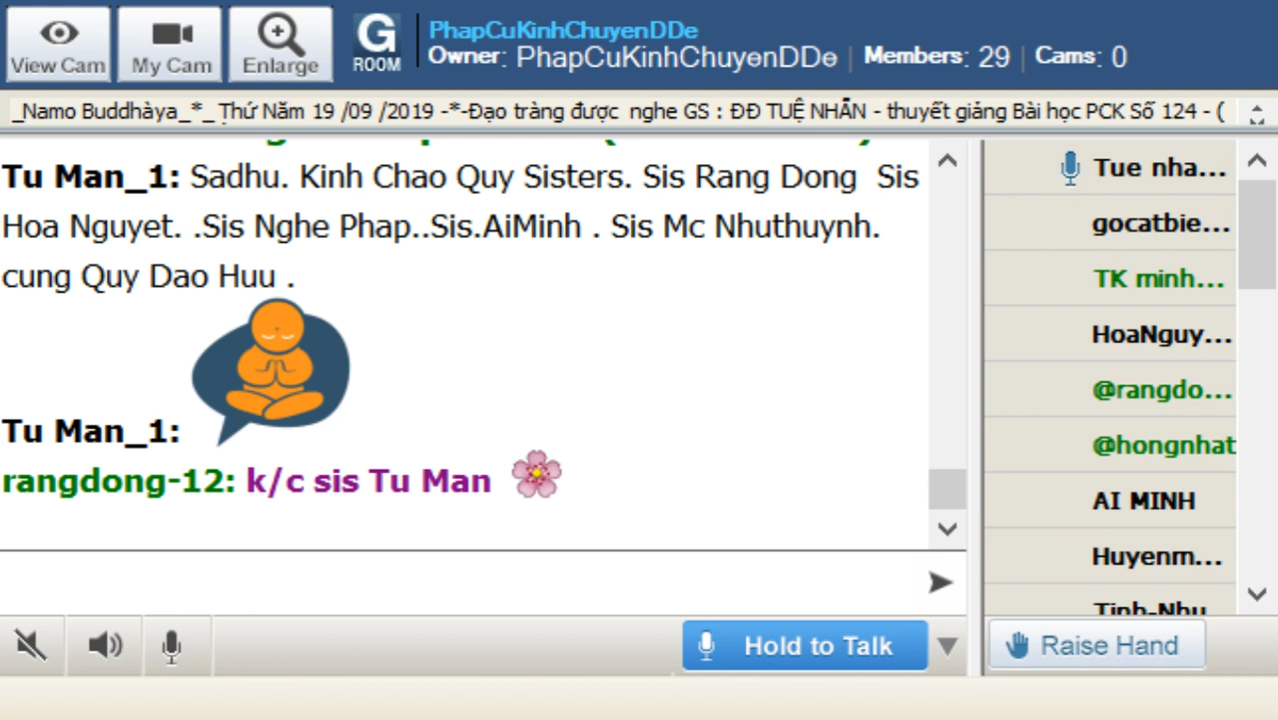 View Cam
My Cam
Enlarge
G
ROOM
PhapCuKinhChuyenDDe
Owner: PhapCuKinhChuyenDDe | Members: 29 | Cams: 0
_Namo Buddhàya_*_ Thứ Năm 19 /09 /2019 -*-Đạo tràng được nghe GS : ĐĐ TUỆ NHẪN - thuyết giảng Bài học PCK Số 124 - (
Tu Man_1: Sadhu. Kinh Chao Quy Sisters. Sis Rang Dong Sis
Hoa Nguyet. .Sis Nghe Phap..Sis.AiMinh . Sis Mc Nhuthuynh.
cung Quy Dao Huu .
Tu Man_1:
rangdong-12: k/c sis Tu Man
Tue nha...
gocatbie...
TK minh...
HoaNguy...
@rangdo...
@hongnhat
AI MINH
Huyenm...
Tinh-Nhu
Hold to Talk
Raise Hand